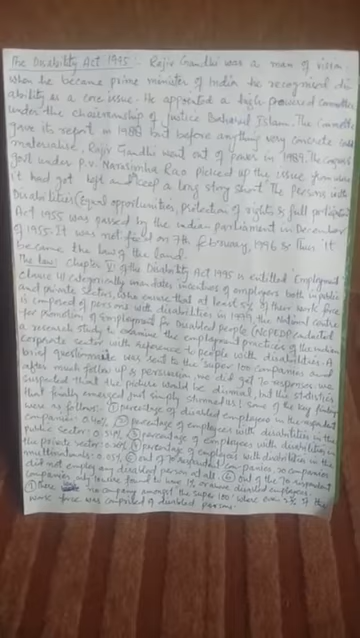 The Disability Act 1995 :- Rajiv Gandhi was a man of vision.
When he became prime minister of India he recognised dis
ability as a core issue. He appointed a high powered committee
under the chairmanship of Justice Baharul Islam. The Committee
gave its report in 1988 but before anything very concrete could
materialise, Rajiv Gandhi went out of power in 1989. The congress
govt under P.V. Narasimha Rao picked up the issue from where
it had got left and keep a long story short The Persons with
Disabilities (Equal opportunities, Protection of rights & full participation
Act 1955 was passed by the indian parliament in December
of 1955. It was not faced on 7th february, 1996 & thus it
became the law of the land.
The law: Chapter VI of the Disability Act 1995 is entitled 'Employment
clause 41 categorically mandates incentives of employers both in public
and private sectors, who ensure that at least 5% of their work force
is composed of persons with disabilities in 1999, the National Centre
for promotion of Employment for Disabled people (NCPEDP) conducted
a research study to examine the employment practices of the indian
corporate sector with reference to people with disabilities. A
brief questionnaire was sent to the super 100 companies and
after much follow up & persuasion, we did get 70 responses. we
suspected that the picture would be dismal, but the statistics
that finally emerged just simply stunned us! some of the key findings
were as follows: ① percentage of disabled employees in the respondent
companies: 0.40%. ② percentage of employees with disabilities in the
public sector: 0.54% ③ percentage of employees with disabilities in
the private sector: 0.28% ④ percentage of employees with disabilities in the
multinationals: 0.05% ⑤ out of 70 respondent companies, 20 companies
did not employ any disabled person at all. ⑥ Out of the 70 respondent
companies only twelve found to have 1% or more disabled employees
⑦ there no company amongst the super 100' where even 2% of the
work force was comprised of disabled persons.